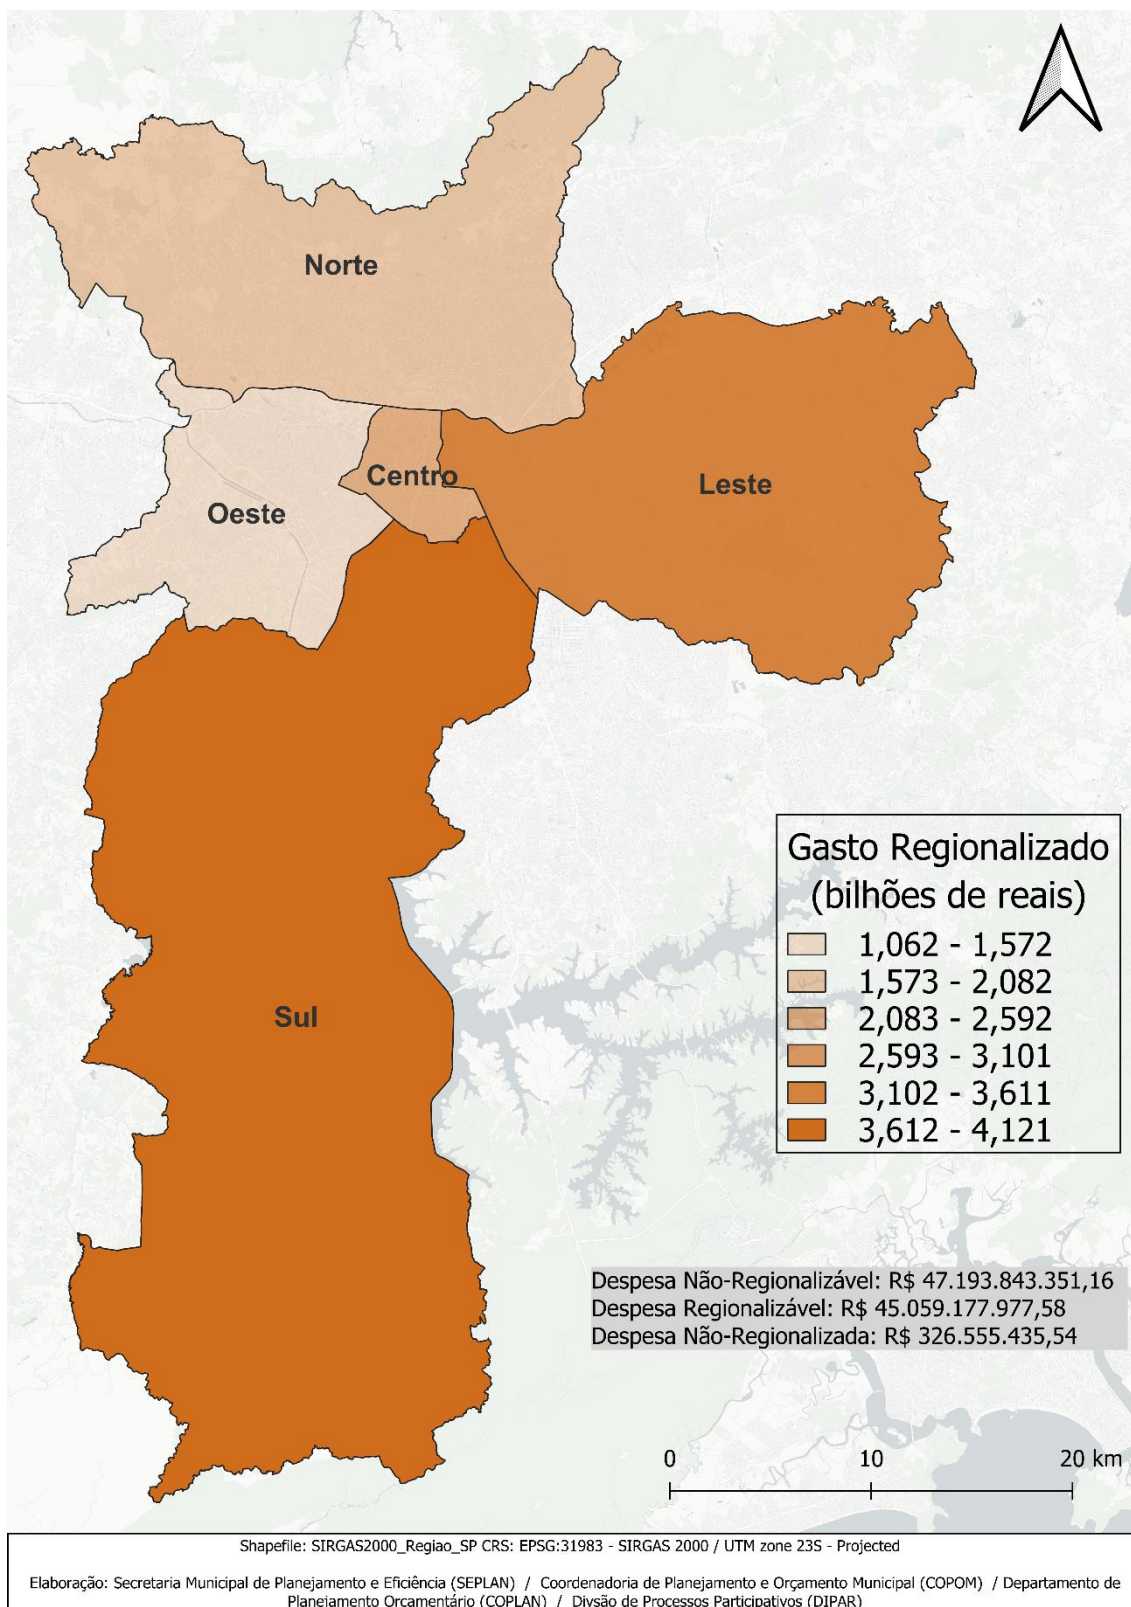 Norte
Leste
Centro
Oeste
Sul
Gasto Regionalizado
(bilhões de reais)
1,062 - 1,572
1,573 - 2,082
2,083 - 2,592
2,593 - 3,101
3,102 - 3,611
3,612 - 4,121
Despesa Não-Regionalizável: R$ 47.193.843.351,16
Despesa Regionalizável: R$ 45.059.177.977,58
Despesa Não-Regionalizada: R$ 326.555.435,54
0 10 20 km
Shapefile: SIRGAS2000_Regiao_SP CRS: EPSG:31983 - SIRGAS 2000 / UTM zone 23S - Projected
Elaboração: Secretaria Municipal de Planejamento e Eficiência (SEPLAN) / Coordenadoria de Planejamento e Orçamento Municipal (COPOM) / Departamento de
Planejamento Orçamentário (COPLAN) / Divsão de Processos Participativos (DIPAR)